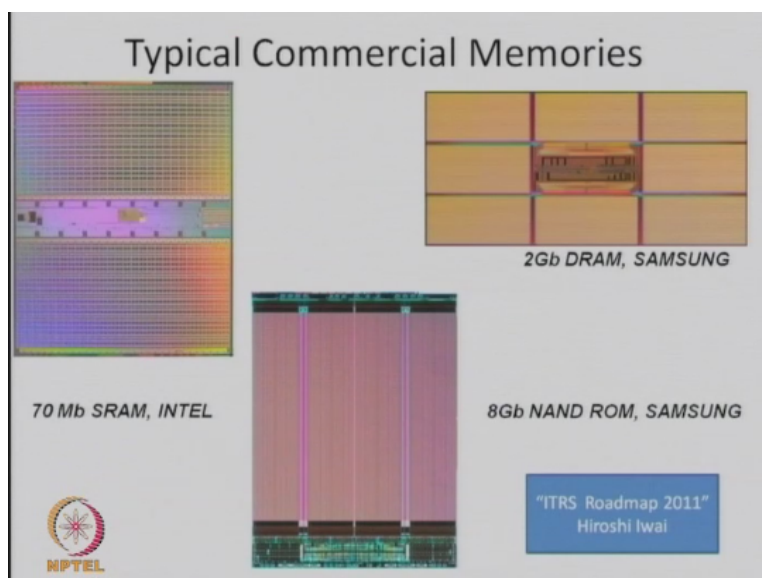 Typical Commercial Memories
2Gb DRAM, SAMSUNG
70 Mb SRAM, INTEL
8Gb NAND ROM, SAMSUNG
"ITRS Roadmap 2011"
Hiroshi Iwai
NPTEL